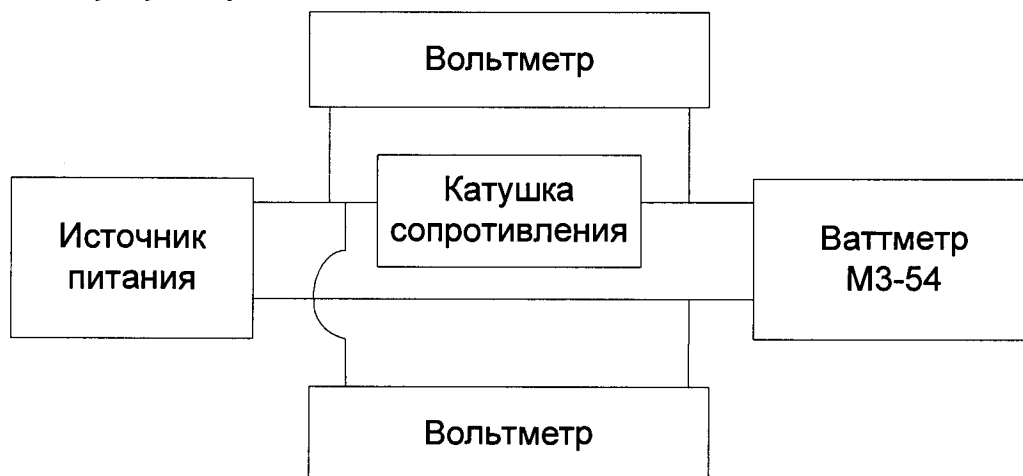 Вольтметр
Катушка
сопротивления
Источник
питания
Ваттметр
М3-54
Вольтметр